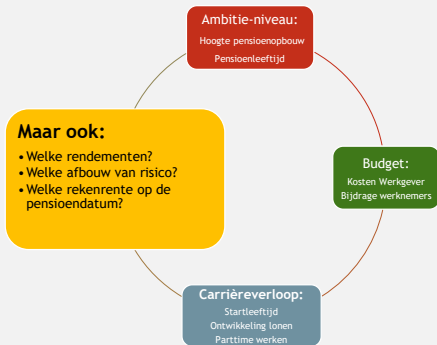 Ambitie-niveau:
Hoogte pensioenopbouw
Pensioenleeftijd
Maar ook:
• Welke rendementen?
• Welke afbouw van risico?
• Welke rekenrente op de
pensioendatum?
Budget:
Kosten Werkgever
Bijdrage werknemers
Carrièreverloop:
Startleeftijd
Ontwikkeling lonen
Parttime werken